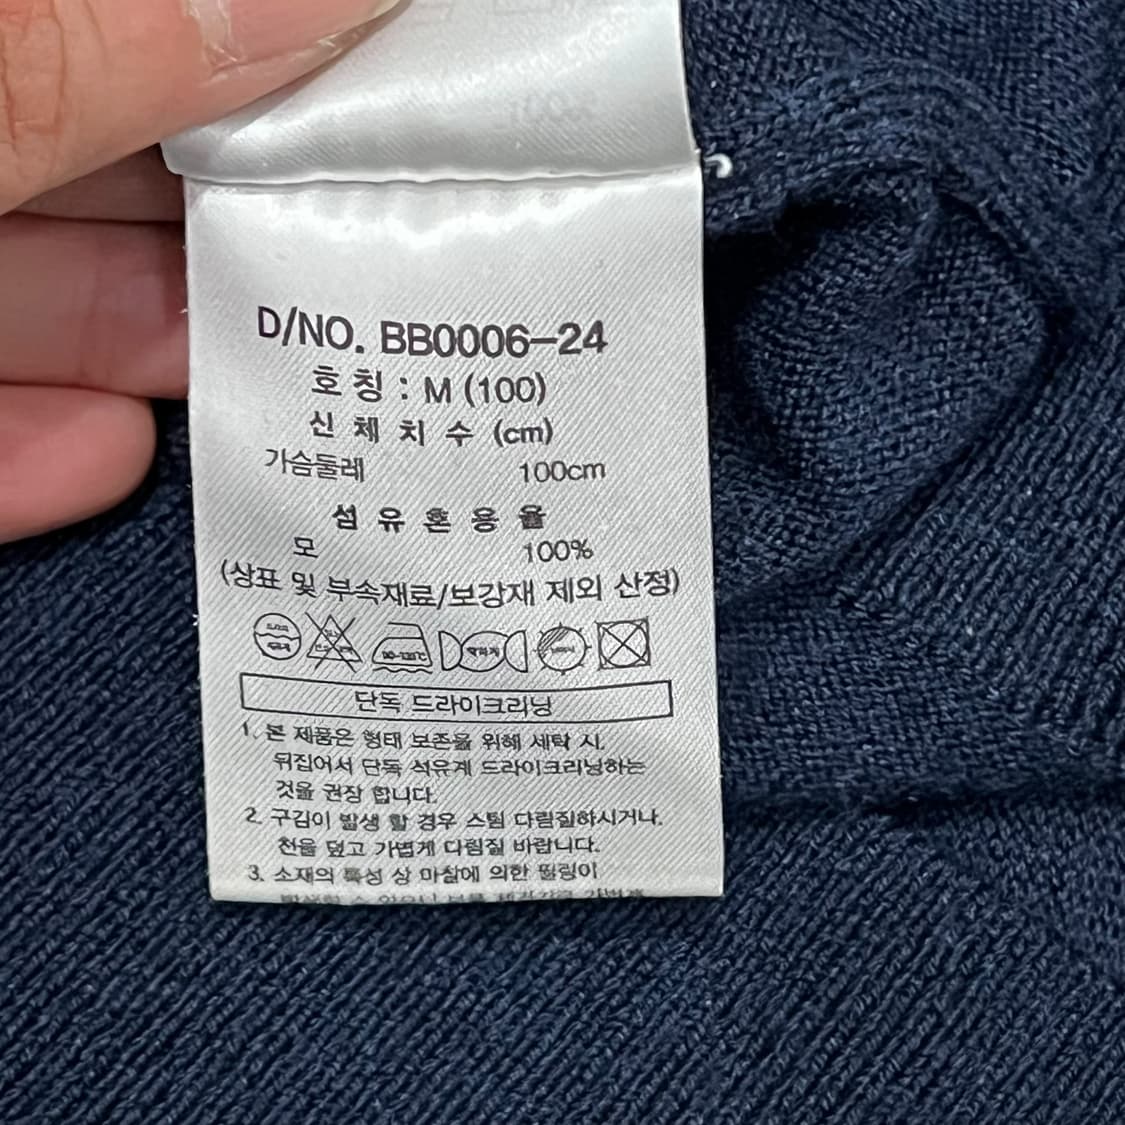 D/NO. BB0006-24
호 칭 : M (100)
신 체 치 수 (cm)
가슴둘레 100cm
섬 유 혼 용 율
모 100%
(상표 및 부속재료/보강재 제외 산정)
단독 드라이크리닝
1. 본 제품은 형태 보존을 위해 세탁 시,
뒤집어서 단독 석유계 드라이크리닝하는
것을 권장 합니다.
2. 구김이 발생 할 경우 스팀 다림질하시거나,
천을 덮고 가볍게 다림질 바랍니다.
3. 소재의 특성 상 마찰에 의한 필링이